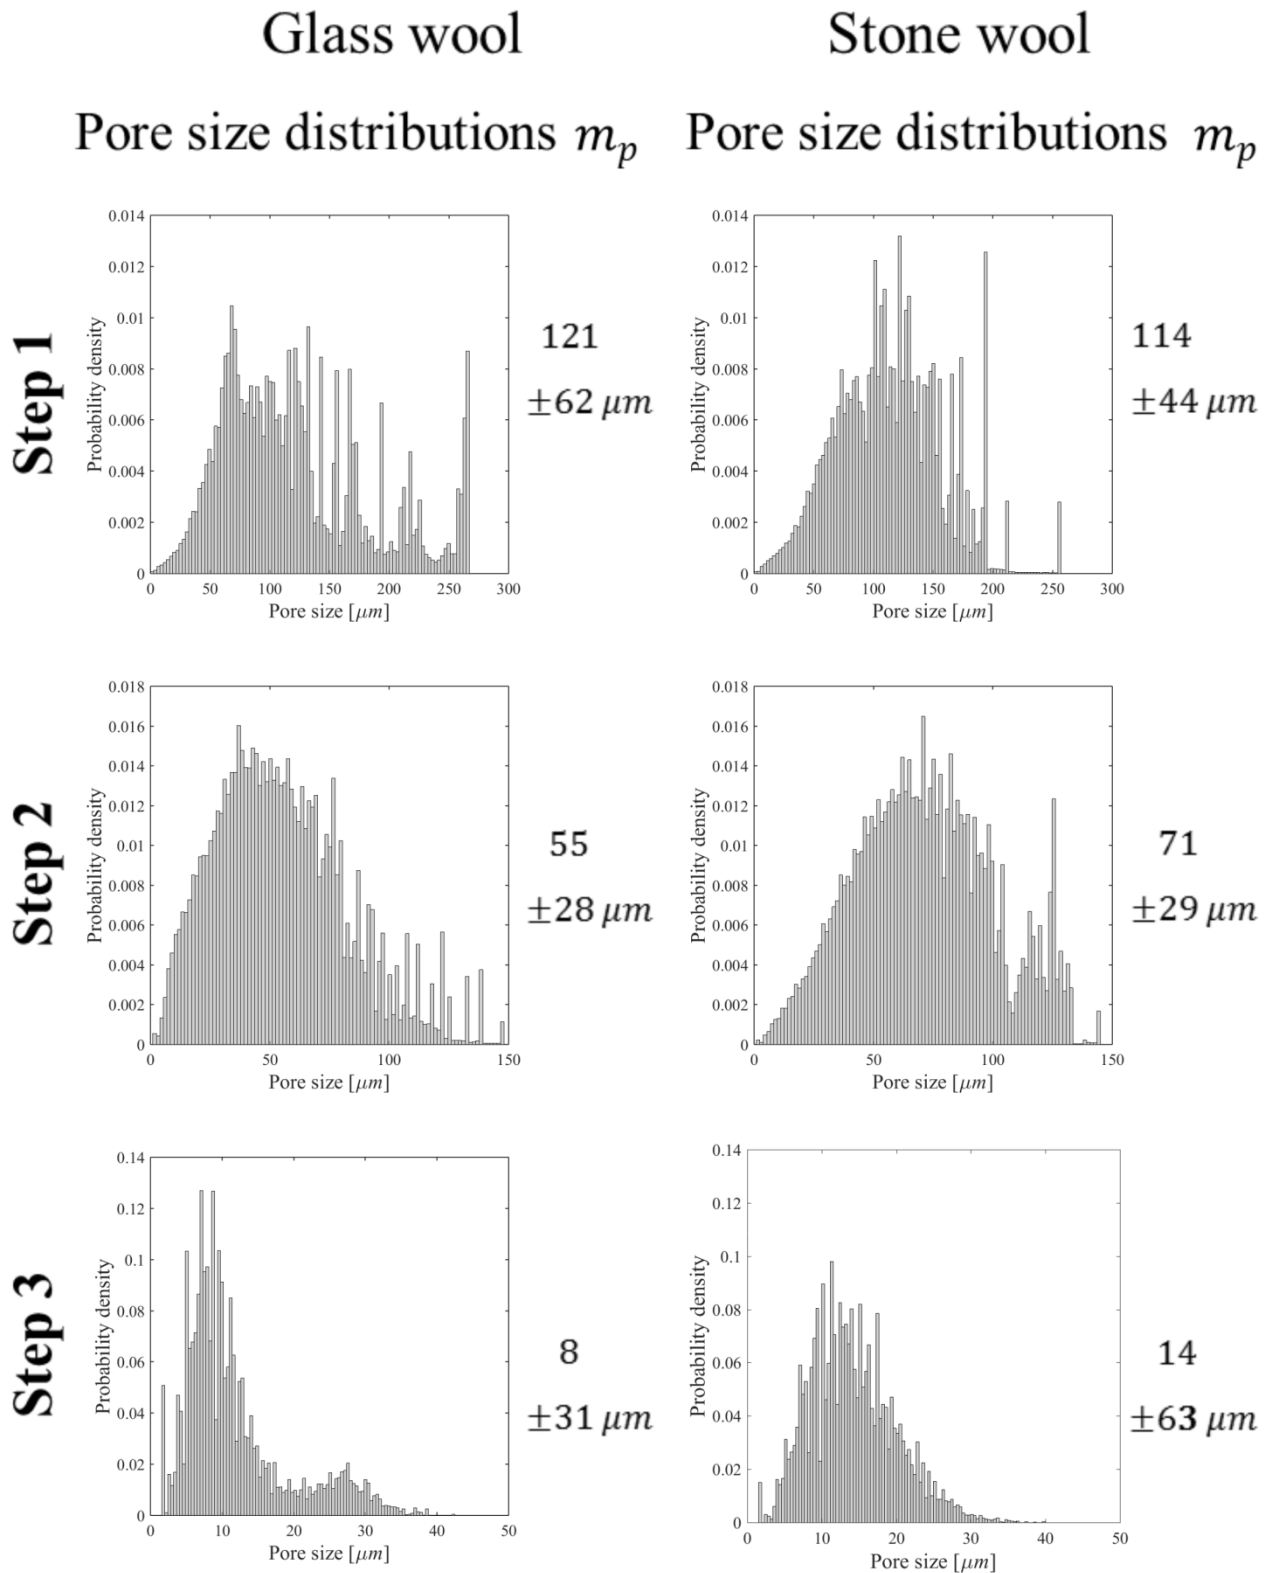 Glass wool
Stone wool
Pore size distributions m_p
Pore size distributions m_p
Step 1
Probability density
0.014
0.012
0.01
0.008
0.006
0.004
0.002
0
0 50 100 150 200 250 300
Pore size [μm]
121
±62 μm
Probability density
0.014
0.012
0.01
0.008
0.006
0.004
0.002
0
0 50 100 150 200 250 300
Pore size [μm]
114
±44 μm
Step 2
Probability density
0.018
0.016
0.014
0.012
0.01
0.008
0.006
0.004
0.002
0
0 50 100 150
Pore size [μm]
55
±28 μm
Probability density
0.018
0.016
0.014
0.012
0.01
0.008
0.006
0.004
0.002
0
0 50 100 150
Pore size [μm]
71
±29 μm
Step 3
Probability density
0.14
0.12
0.1
0.08
0.06
0.04
0.02
0
0 10 20 30 40 50
Pore size [μm]
8
±31 μm
Probability density
0.14
0.12
0.1
0.08
0.06
0.04
0.02
0
0 10 20 30 40 50
Pore size [μm]
14
±63 μm